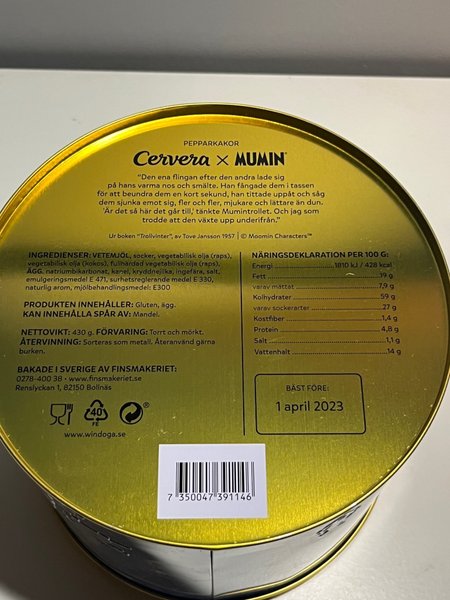 PEPPARKAKOR
Cervera × MUMIN
"Den ena flingan efter den andra lade sig
på hans varma nos och smälte. Han fångade dem i tassen
för att beundra dem en kort sekund, han tittade uppåt och såg
dem sjunka emot sig, fler och fler, mjukare och lättare än dun.
'Är det så här det går till,' tänkte Mumintrollet. Och jag som
trodde att den växte upp underifrån."
Ur boken "Trollvinter", av Tove Jansson 1957 | © Moomin Characters™
INGREDIENSER: VETEMJÖL, socker, vegetabilisk olja (raps),
vegetabilisk olja (kokos), fullhärdad vegetabilisk olja (raps),
ÄGG, natriumbikarbonat, kanel, kryddnejlika, ingefära, salt,
emulgeringsmedel E 471, surhetsreglerande medel E 330,
naturlig arom, mjölbehandlingsmedel: E300
PRODUKTEN INNEHÅLLER: Gluten, ägg.
KAN INNEHÅLLA SPÅR AV: Mandel.
NETTOVIKT: 430 g. FÖRVARING: Torrt och mörkt.
ÅTERVINNING: Sorteras som metall. Återanvänd gärna
burken.
BAKADE I SVERIGE AV FINSMAKERIET:
0278-400 38 • www.finsmakeriet.se
Renslyckan 1, 82150 Bollnäs
40
FE
www.windoga.se
NÄRINGSDEKLARATION PER 100 G:
Energi 1810 kJ / 428 kcal
Fett 19 g
varav mättat 7,9 g
Kolhydrater 59 g
varav sockerarter 27 g
Kostfiber 1,4 g
Protein 4,8 g
Salt 1,1 g
Vattenhalt 14 g
BÄST FÖRE:
1 april 2023
7 350047 391146